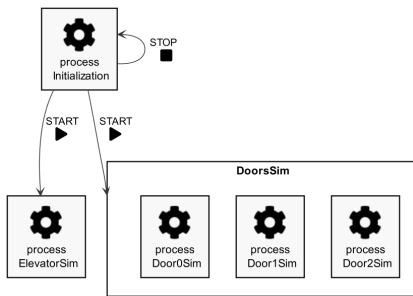 STOP
process
Initialization
START
START
DoorsSim
process
ElevatorSim
process
Door0Sim
process
Door1Sim
process
Door2Sim